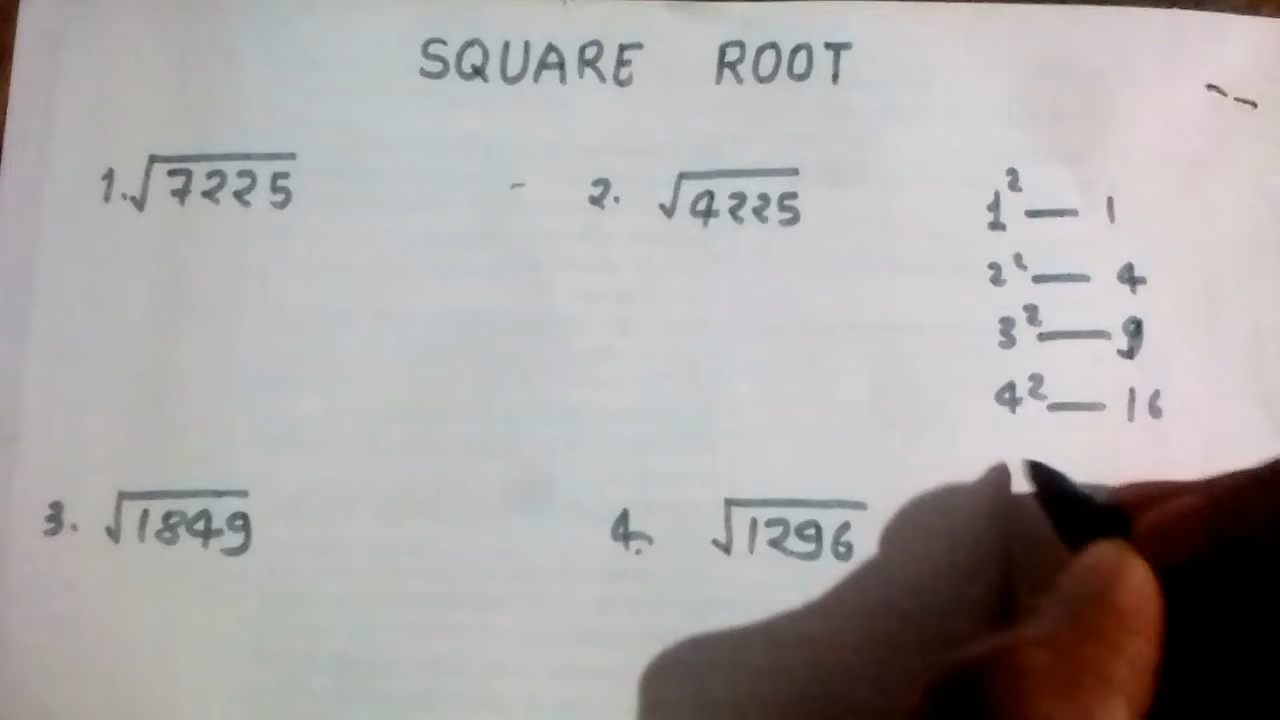 SQUARE ROOT
1. √7225
2. √4225
1² — 1
2² — 4
3² — 9
4² — 16
3. √1849
4. √1296